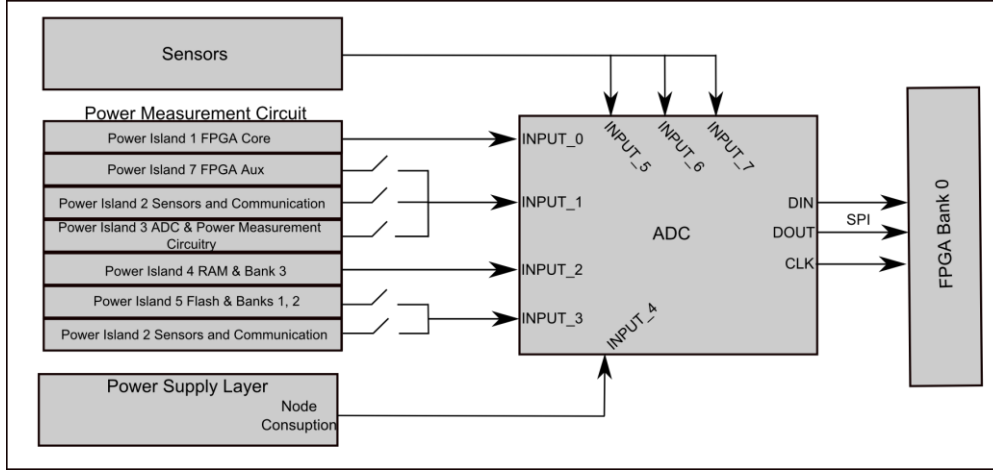 Sensors
Power Measurement Circuit
Power Island 1 FPGA Core
Power Island 7 FPGA Aux
Power Island 2 Sensors and Communication
Power Island 3 ADC & Power Measurement
Circuitry
Power Island 4 RAM & Bank 3
Power Island 5 Flash & Banks 1, 2
Power Island 2 Sensors and Communication
Power Supply Layer
Node
Consuption
INPUT_0
INPUT_1
INPUT_2
INPUT_3
INPUT_4
INPUT_5
INPUT_6
INPUT_7
ADC
DIN
DOUT
CLK
SPI
FPGA Bank 0